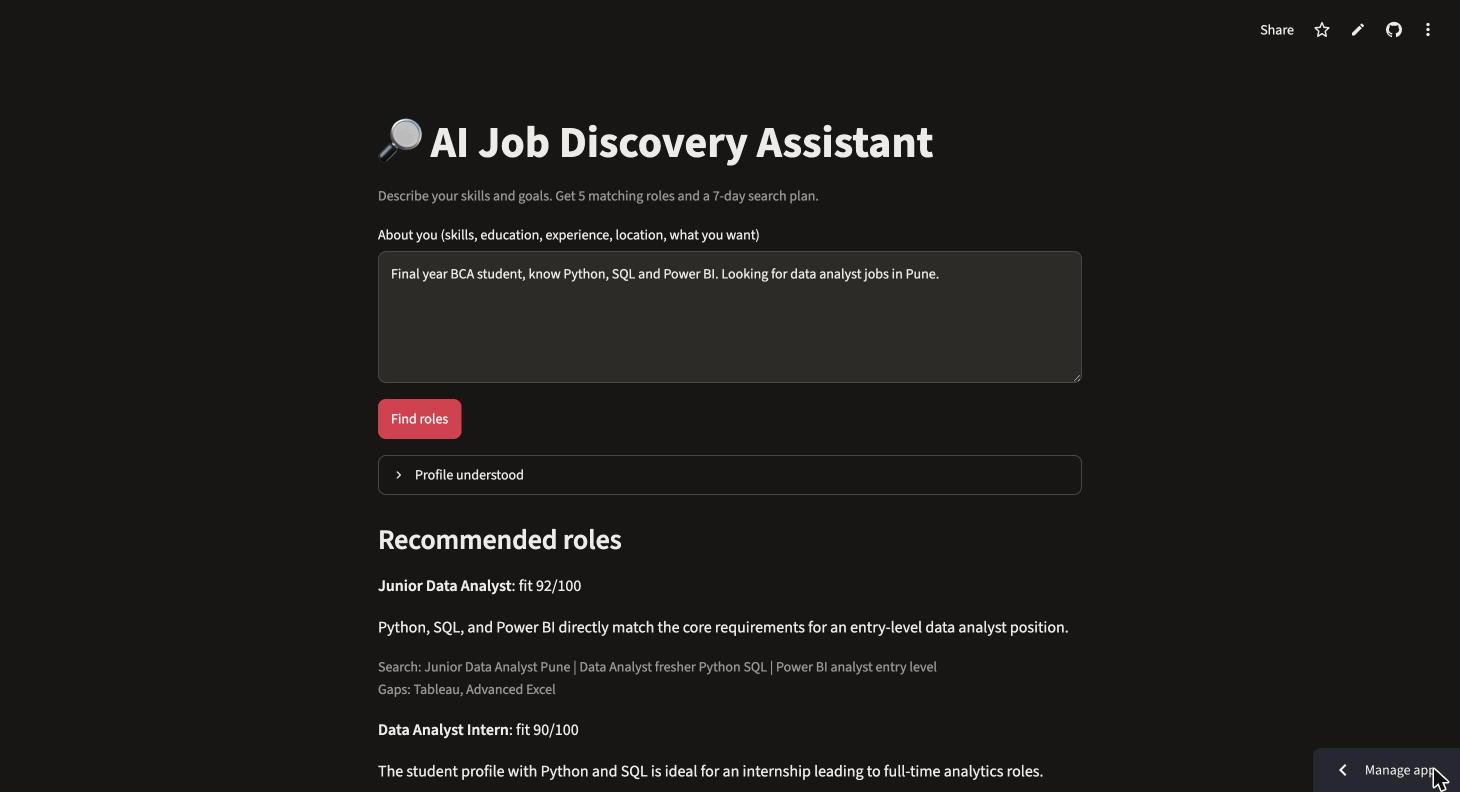 Share
AI Job Discovery Assistant
Describe your skills and goals. Get 5 matching roles and a 7-day search plan.
About you (skills, education, experience, location, what you want)
Final year BCA student, know Python, SQL and Power BI. Looking for data analyst jobs in Pune.
Find roles
Profile understood
Recommended roles
Junior Data Analyst: fit 92/100
Python, SQL, and Power BI directly match the core requirements for an entry-level data analyst position.
Search: Junior Data Analyst Pune | Data Analyst fresher Python SQL | Power BI analyst entry level
Gaps: Tableau, Advanced Excel
Data Analyst Intern: fit 90/100
The student profile with Python and SQL is ideal for an internship leading to full-time analytics roles.
Manage app